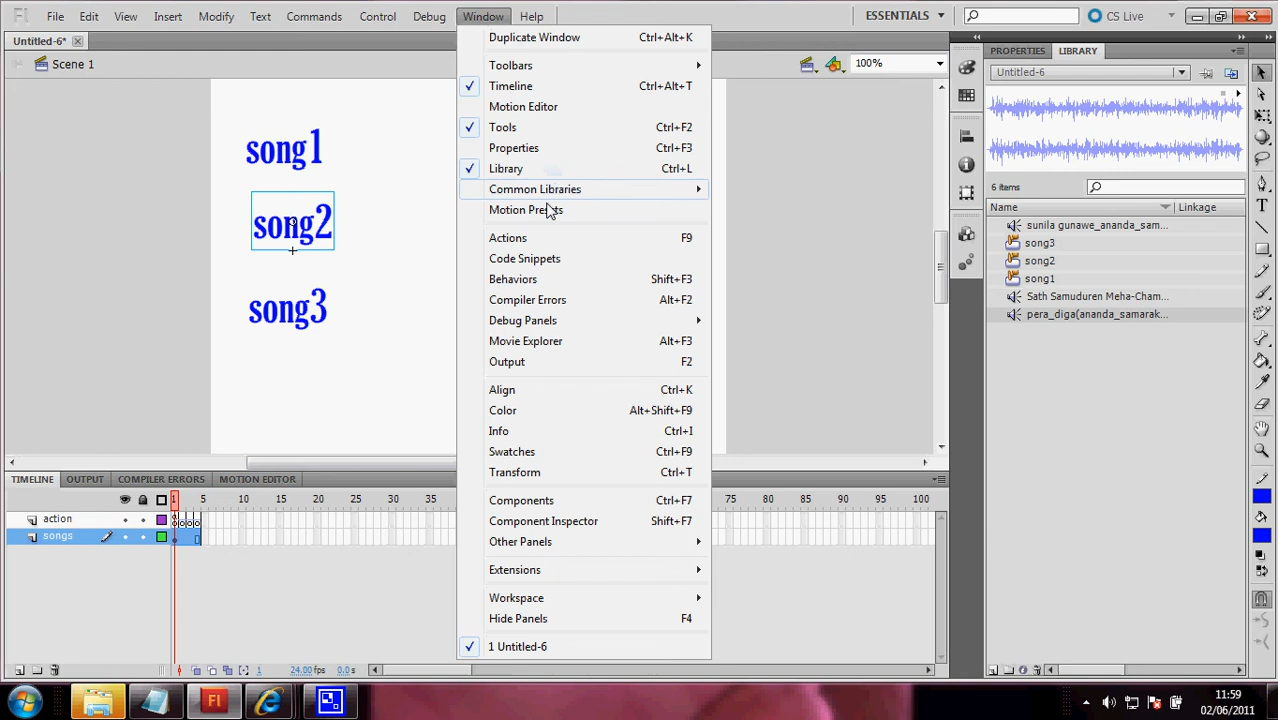 Fl File Edit View Insert Modify Text Commands Control Debug Window Help ESSENTIALS CS Live
Untitled-6*
Scene 1 100%
song1
song2
song3
Duplicate Window Ctrl+Alt+K
Toolbars
Timeline Ctrl+Alt+T
Motion Editor
Tools Ctrl+F2
Properties Ctrl+F3
Library Ctrl+L
Common Libraries
Motion Presets
Actions F9
Code Snippets
Behaviors Shift+F3
Compiler Errors Alt+F2
Debug Panels
Movie Explorer Alt+F3
Output F2
Align Ctrl+K
Color Alt+Shift+F9
Info Ctrl+I
Swatches Ctrl+F9
Transform Ctrl+T
Components Ctrl+F7
Component Inspector Shift+F7
Other Panels
Extensions
Workspace
Hide Panels F4
1 Untitled-6
PROPERTIES LIBRARY
Untitled-6
6 items
Name Linkage
sunila gunawe_ananda_sam...
song3
song2
song1
Sath Samuduren Meha-Cham...
pera_diga(ananda_samarak...
TIMELINE OUTPUT COMPILER ERRORS MOTION EDITOR
1 5 10 15 20 25 30 35 75 80 85 90 95 100
action
songs
1 24.00 fps 0.0 s
Fl
11:59
02/06/2011